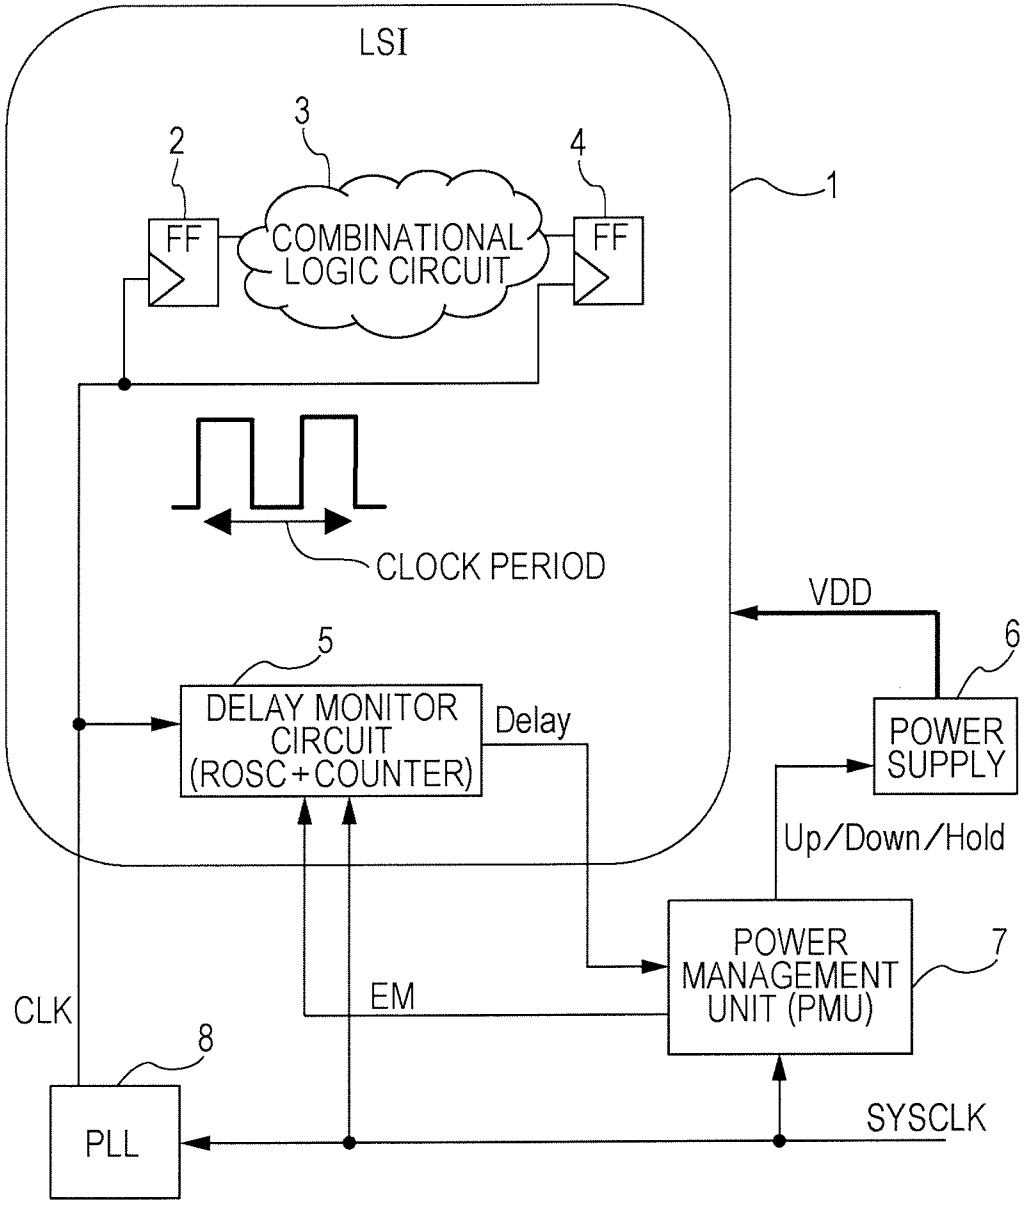 LSI
3
2
4
1
FF
FF
COMBINATIONAL
LOGIC CIRCUIT
CLOCK PERIOD
VDD
5
6
DELAY MONITOR
CIRCUIT
(ROSC+COUNTER)
Delay
POWER
SUPPLY
Up/Down/Hold
7
POWER
MANAGEMENT
UNIT (PMU)
EM
CLK
8
PLL
SYSCLK